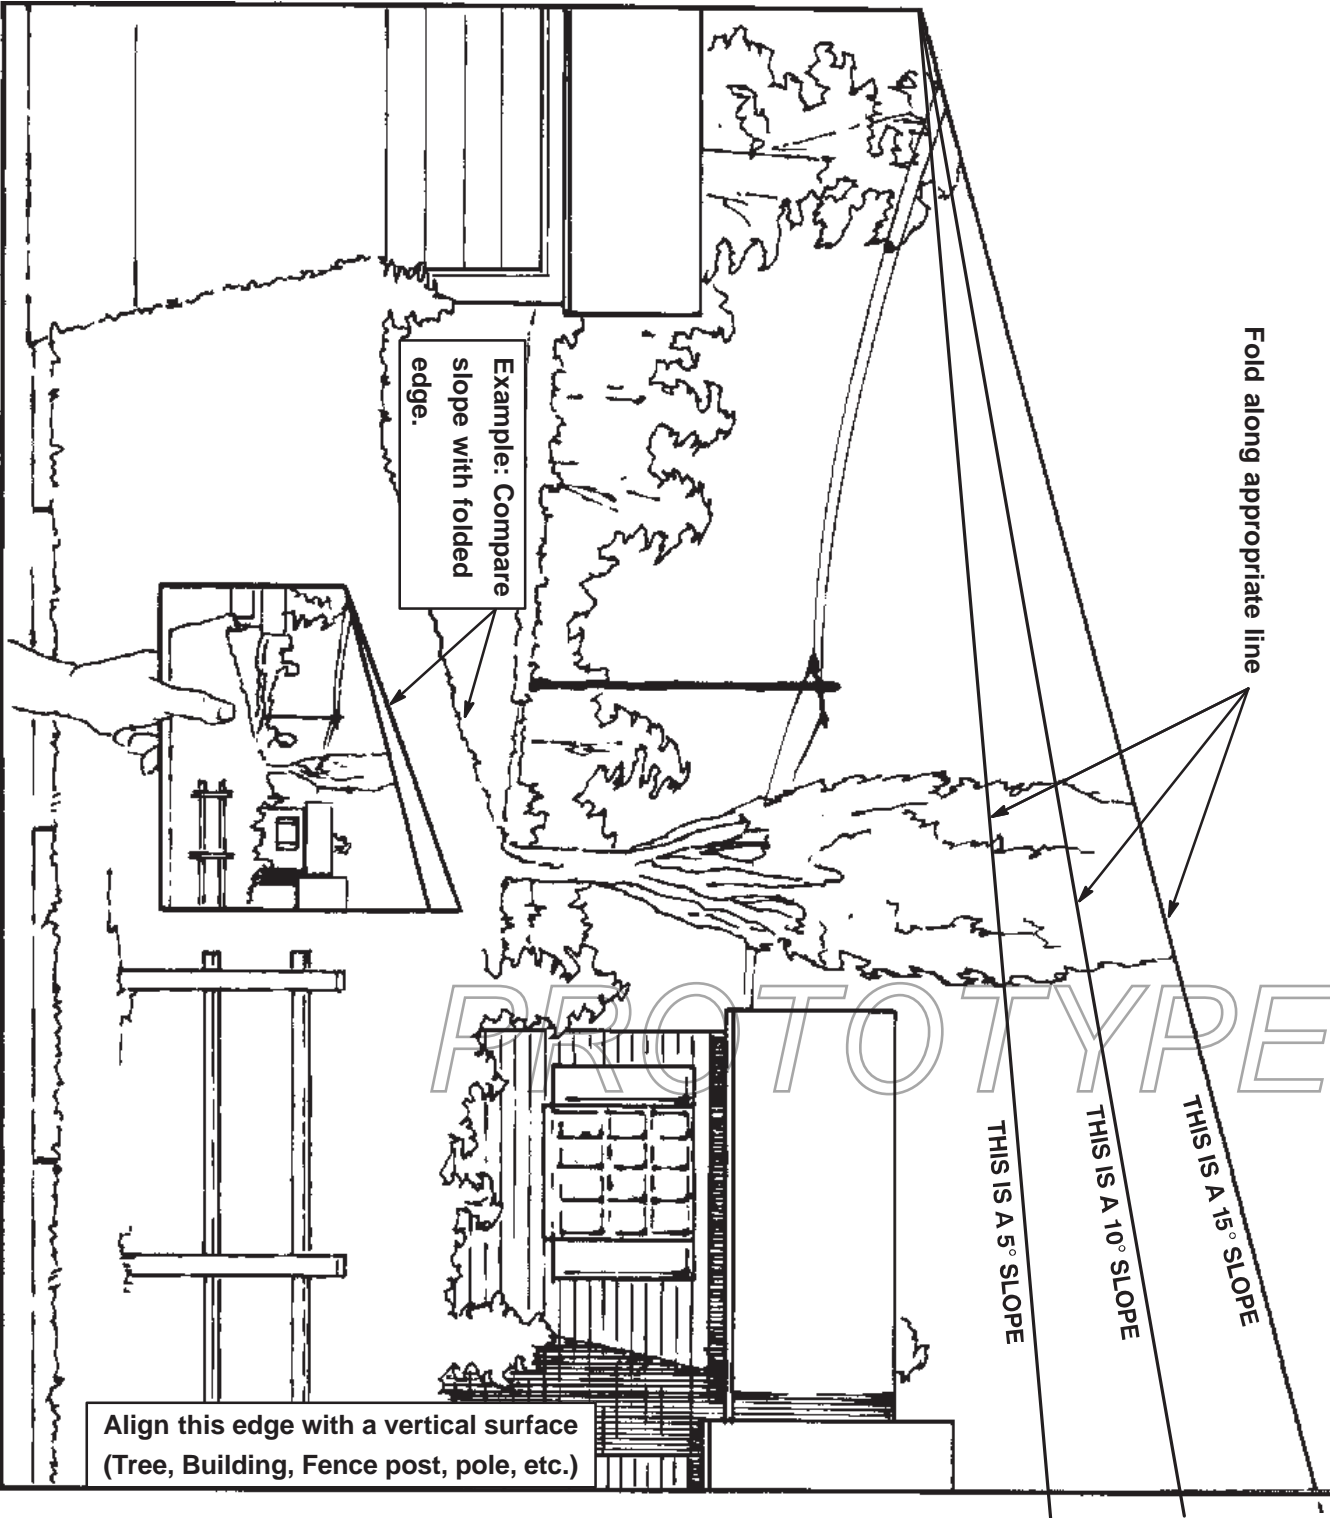 Fold along appropriate line
THIS IS A 15° SLOPE
THIS IS A 10° SLOPE
THIS IS A 5° SLOPE
PROTOTYPE
Example: Compare
slope with folded
edge.
Align this edge with a vertical surface
(Tree, Building, Fence post, pole, etc.)